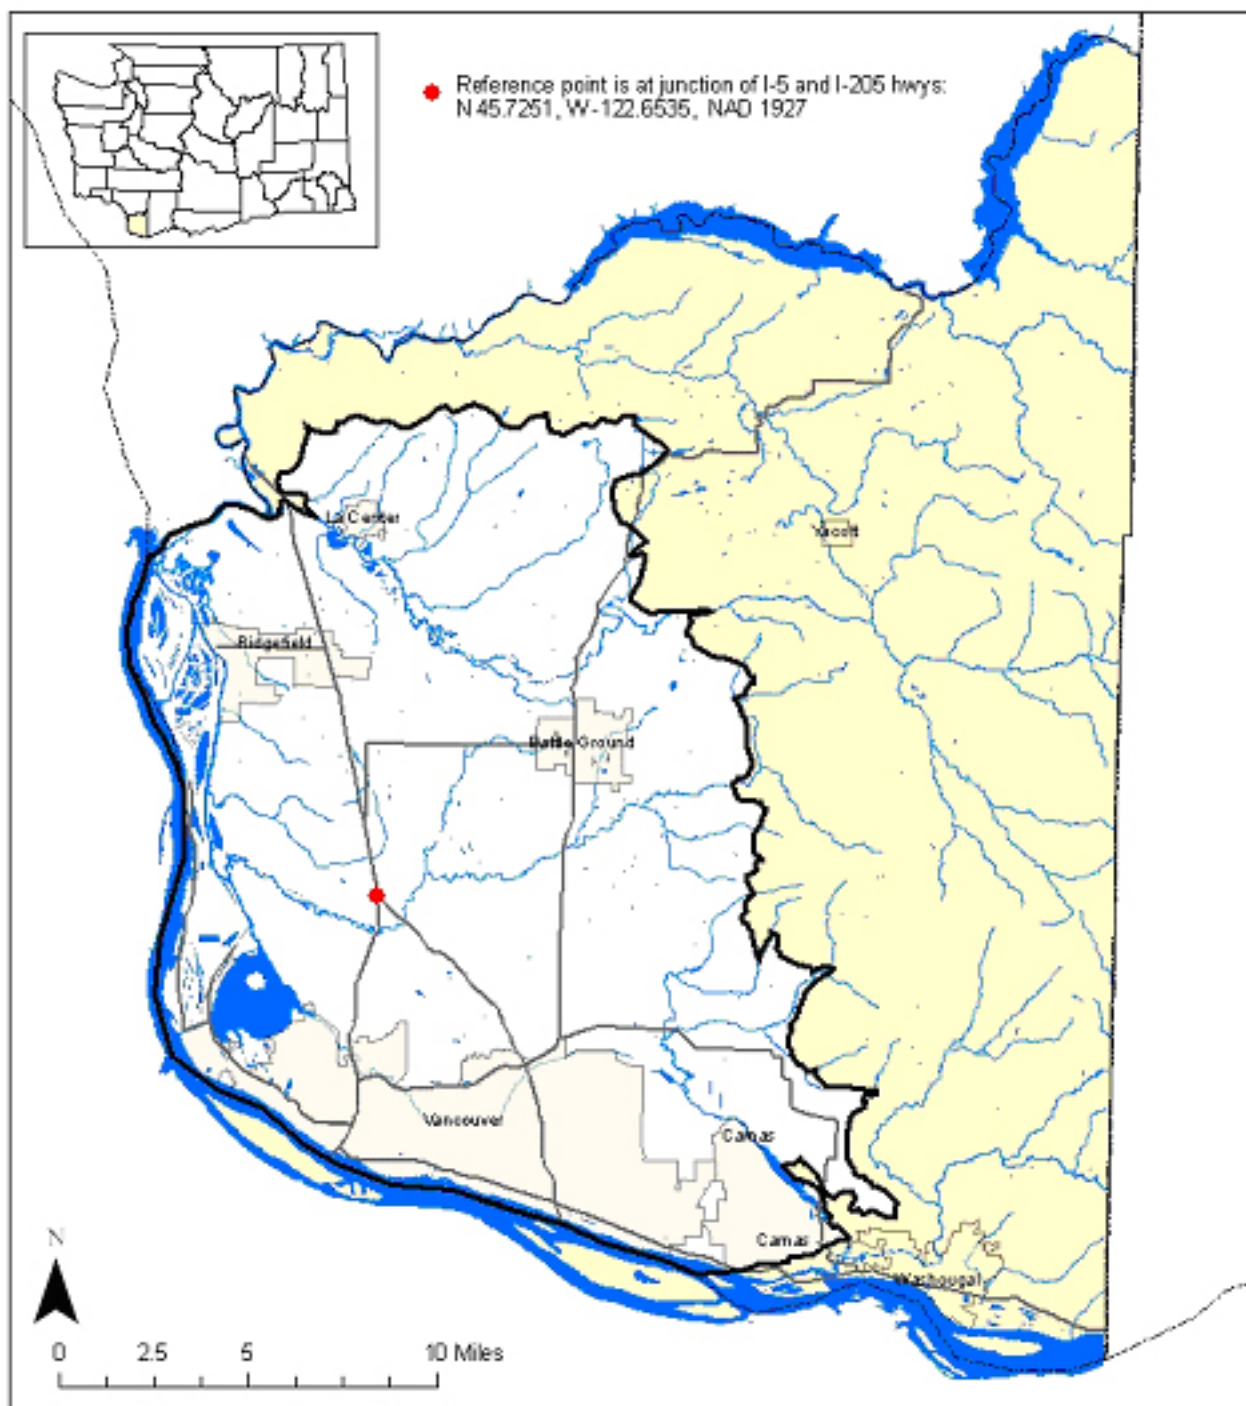 Reference point is at junction of I-5 and I-205 hwys:
N 45.7251, W -122.6535, NAD 1927
La Center
Yacolt
Ridgefield
Battle Ground
Vancouver
Camas
Camas
Washougal
N
0 2.5 5 10 Miles